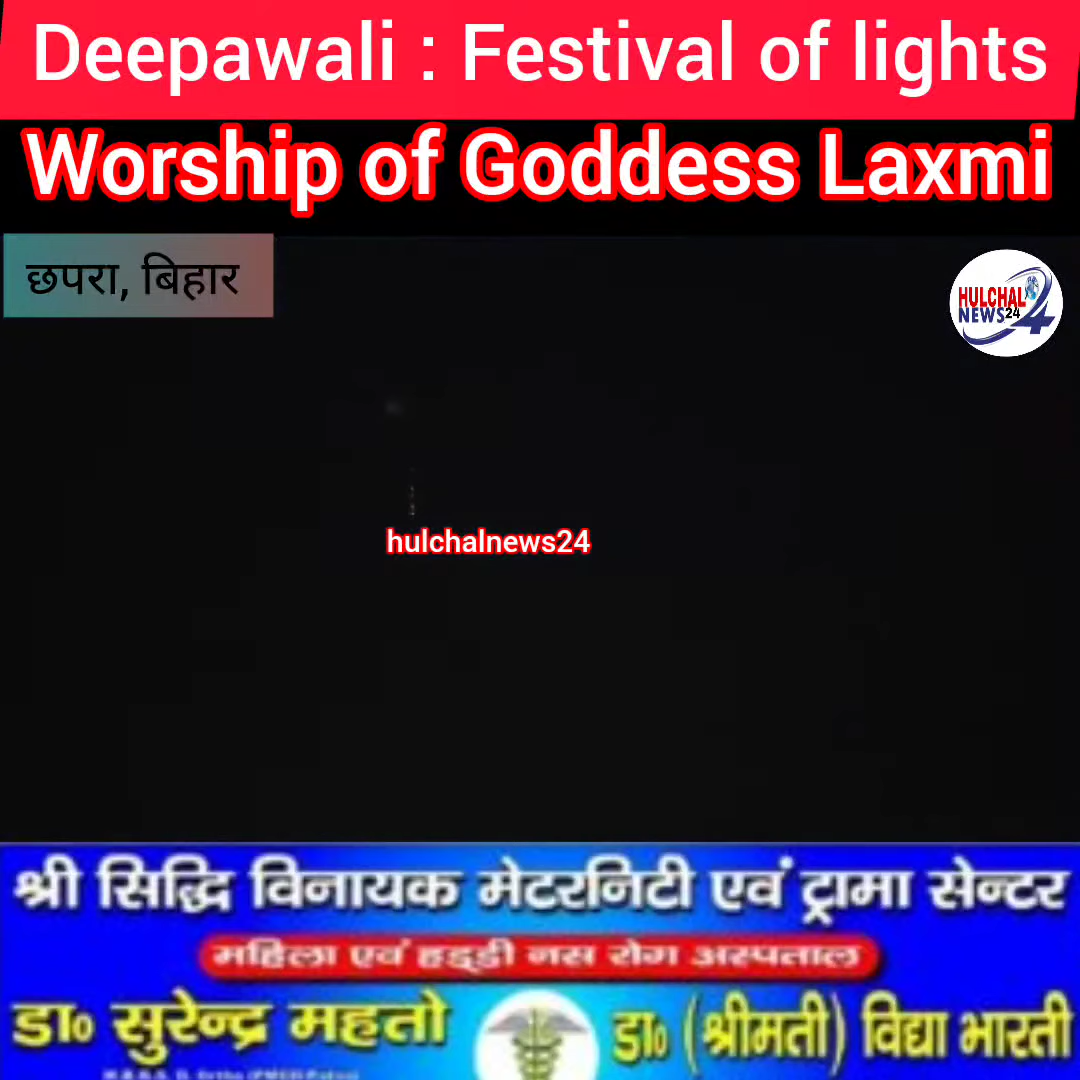 Deepawali : Festival of lights
Worship of Goddess Laxmi
छपरा, बिहार
HULCHAL
NEWS24
hulchalnews24
श्री सिद्धि विनायक मेटरनिटी एवं ट्रामा सेन्टर
महिला एवं हड्डी नस रोग अस्पताल
डा० सुरेन्द्र महतो
डा० (श्रीमती) विद्या भारती